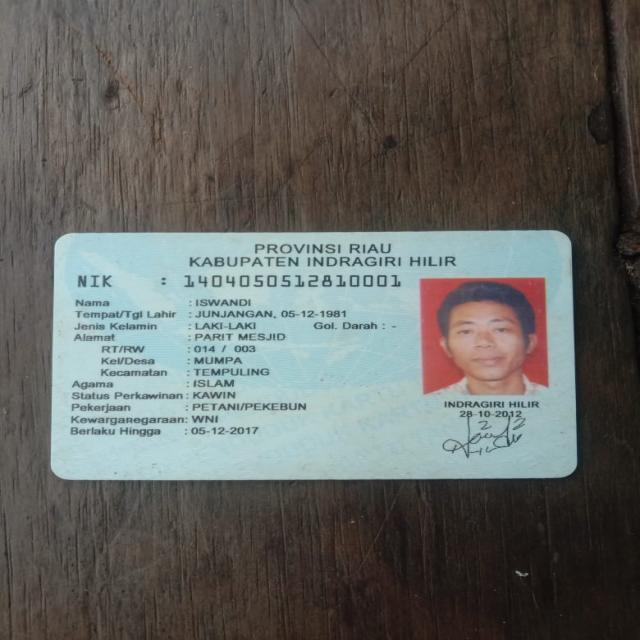 PROVINSI RIAU
KABUPATEN INDRAGIRI HILIR
NIK : 1404050512810001
Nama : ISWANDI
Tempat/Tgl Lahir : JUNJANGAN, 05-12-1981
Jenis Kelamin : LAKI-LAKI Gol. Darah : -
Alamat : PARIT MESJID
RT/RW : 014 / 003
Kel/Desa : MUMPA
Kecamatan : TEMPULING
Agama : ISLAM
Status Perkawinan : KAWIN
Pekerjaan : PETANI/PEKEBUN
Kewarganegaraan : WNI
Berlaku Hingga : 05-12-2017
INDRAGIRI HILIR
28-10-2012